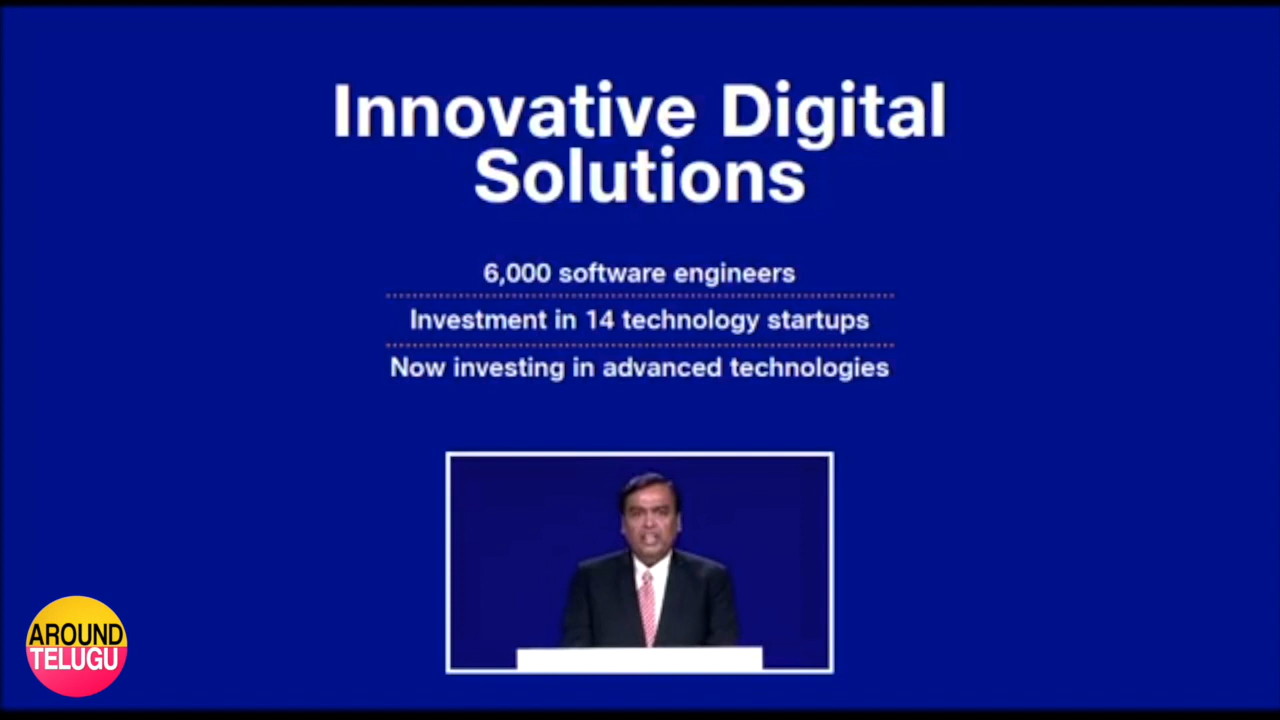 Innovative Digital
Solutions
6,000 software engineers
Investment in 14 technology startups
Now investing in advanced technologies
AROUND
TELUGU